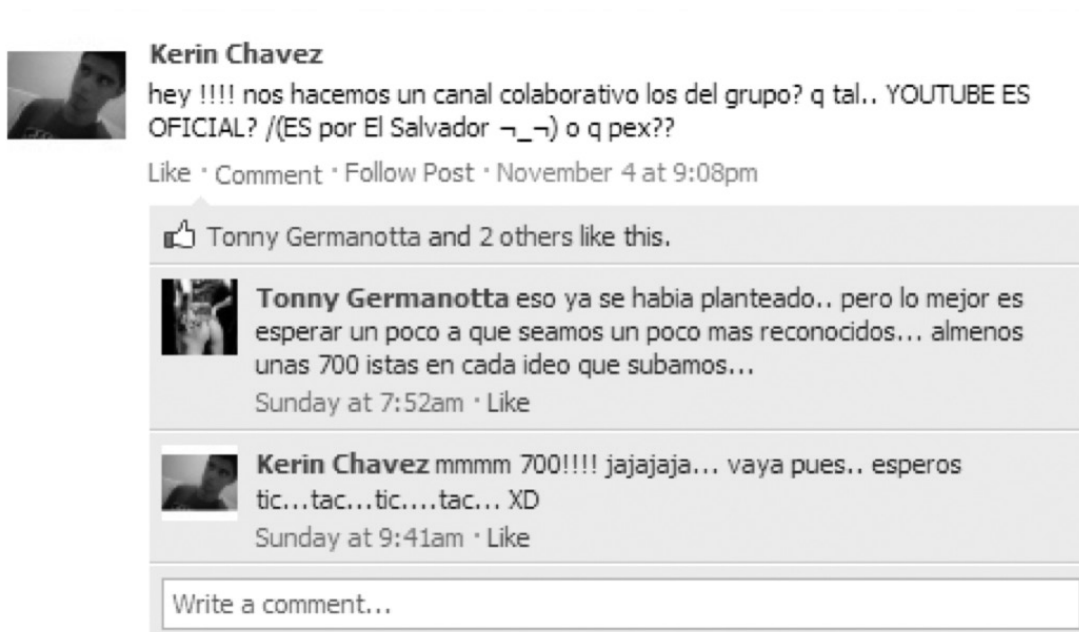 Kerin Chavez
hey !!!! nos hacemos un canal colaborativo los del grupo? q tal.. YOUTUBE ES
OFICIAL? /(ES por El Salvador ¬_¬) o q pex??
Like · Comment · Follow Post · November 4 at 9:08pm
Tonny Germanotta and 2 others like this.
Tonny Germanotta eso ya se habia planteado.. pero lo mejor es
esperar un poco a que seamos un poco mas reconocidos... almenos
unas 700 istas en cada ideo que subamos...
Sunday at 7:52am · Like
Kerin Chavez mmmm 700!!!! jajajaja... vaya pues.. esperos
tic...tac...tic....tac... XD
Sunday at 9:41am · Like
Write a comment...